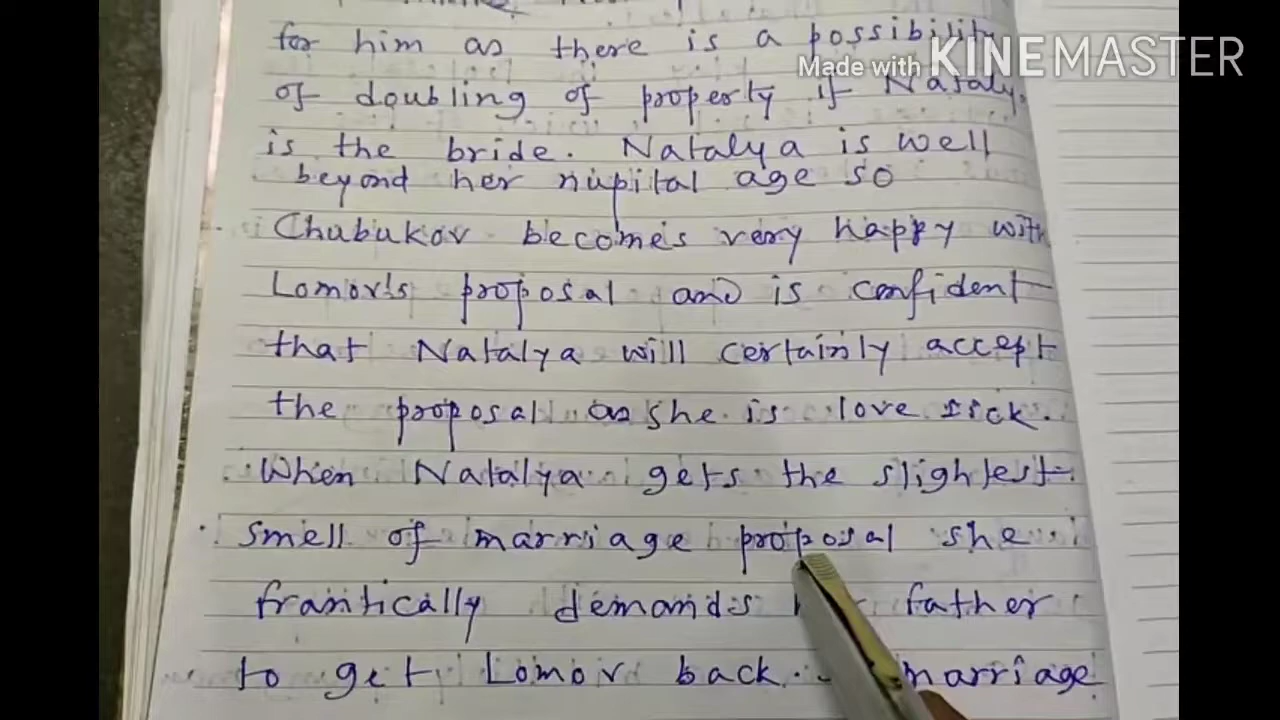 for him as there is a possibility
Made with KINEMASTER
of doubling of property if Nataly
is the bride. Natalya is well
beyond her nupital age so
Chubukov becomes very happy with
Lomov's proposal and is confident
that Natalya will certainly accept
the proposal as she is love sick.
When Natalya gets the slightest
smell of marriage proposal she
frantically demands father
to get Lomov back. marriage